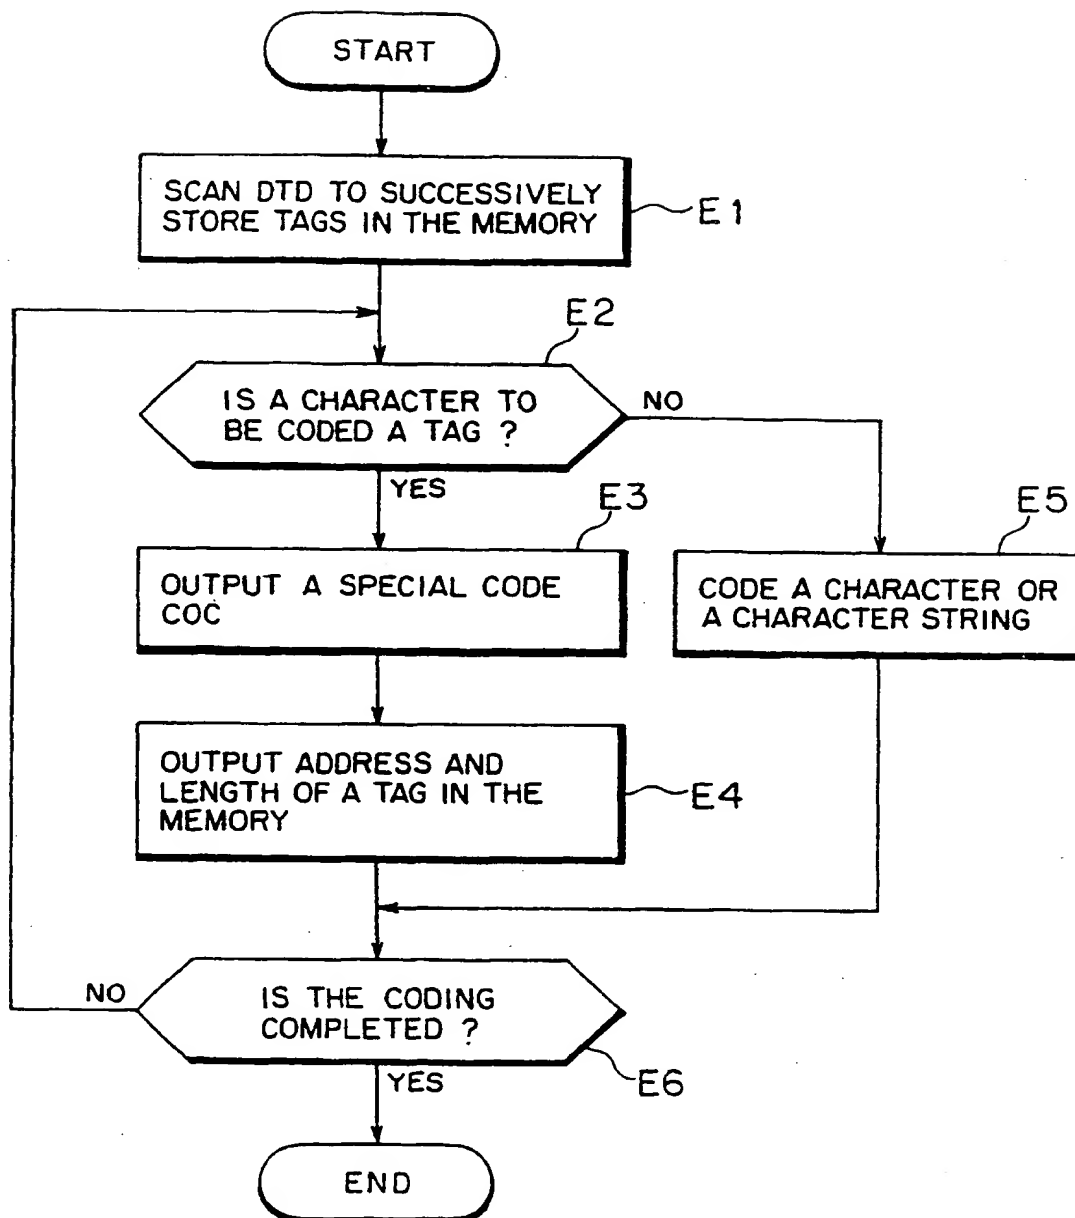 START
SCAN DTD TO SUCCESSIVELY
STORE TAGS IN THE MEMORY
E1
E2
IS A CHARACTER TO
BE CODED A TAG ?
NO
YES
E3
OUTPUT A SPECIAL CODE
COC
E5
CODE A CHARACTER OR
A CHARACTER STRING
OUTPUT ADDRESS AND
LENGTH OF A TAG IN THE
MEMORY
E4
NO
IS THE CODING
COMPLETED ?
E6
YES
END